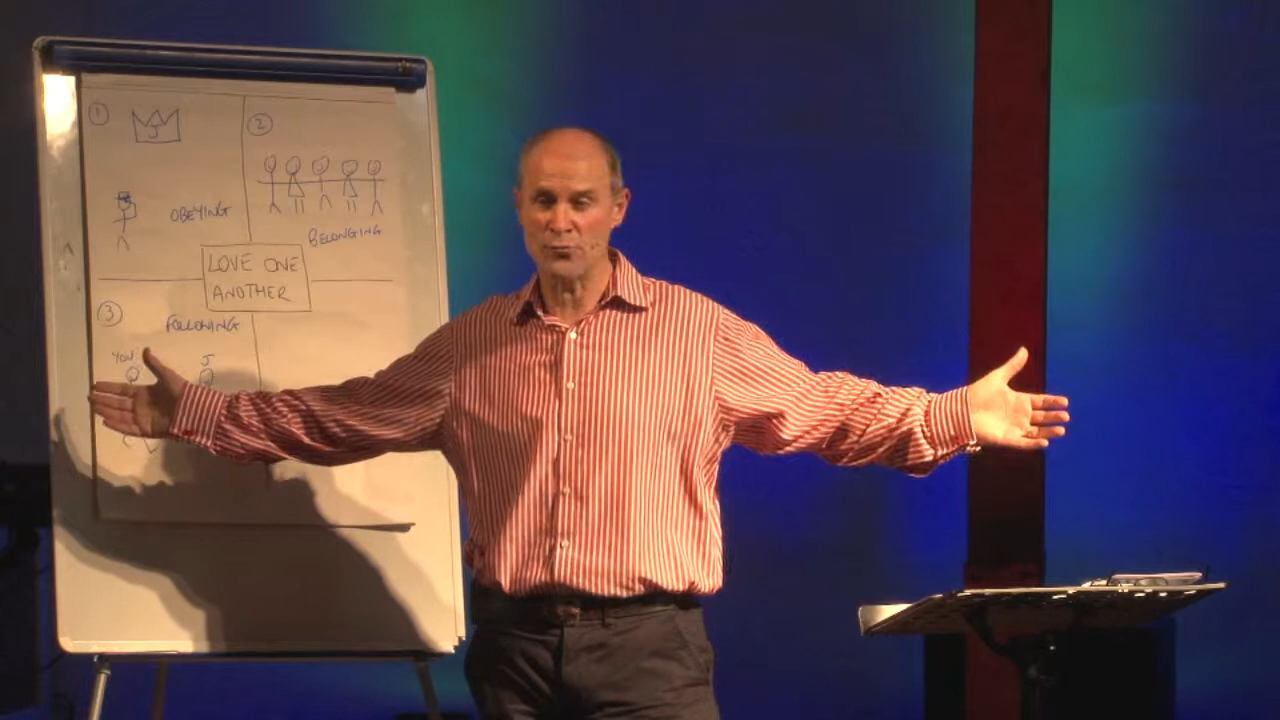 1
J
2
OBEYING
BELONGING
LOVE ONE
ANOTHER
3
FOLLOWING
YOU
J